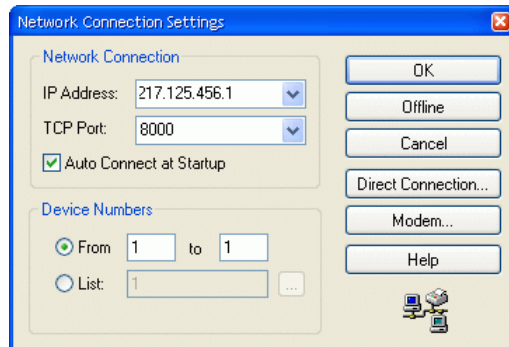 Network Connection Settings
Network Connection
IP Address: 217.125.456.1
TCP Port: 8000
Auto Connect at Startup
Device Numbers
From 1 to 1
List: 1 ...
OK
Offline
Cancel
Direct Connection...
Modem...
Help